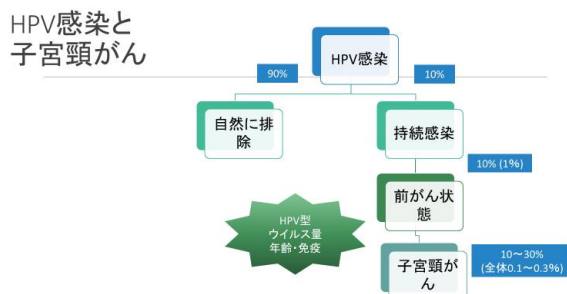 HPV感染と
子宮頸がん
HPV感染
90%
10%
自然に排
除
持続感染
10% (1%)
前がん状
態
HPV型
ウイルス量
年齢・免疫
10～30%
(全体0.1～0.3%)
子宮頸が
ん